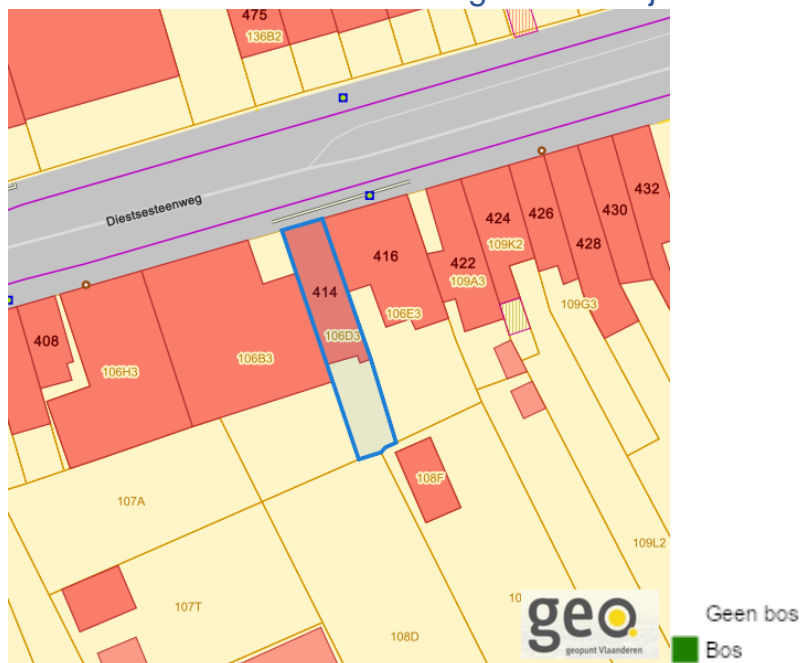 475
136B2
Diestsesteenweg
432
430
424
426
416
428
422
109K2
109A3
414
109G3
106E3
106D3
408
106B3
106H3
108F
107A
109L2
107T
108D
geo
geopunt Vlaanderen
Geen bos
Bos